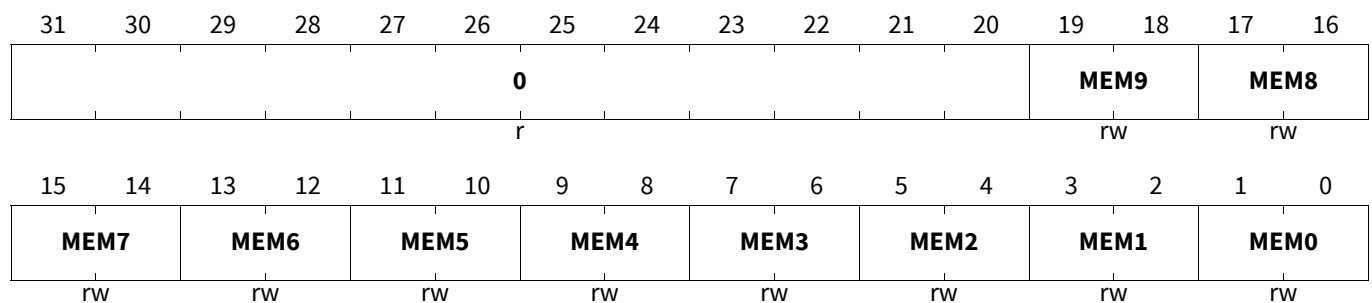 31 30 29 28 27 26 25 24 23 22 21 20 19 18 17 16
0 MEM9 MEM8
r rw rw
15 14 13 12 11 10 9 8 7 6 5 4 3 2 1 0
MEM7 MEM6 MEM5 MEM4 MEM3 MEM2 MEM1 MEM0
rw rw rw rw rw rw rw rw